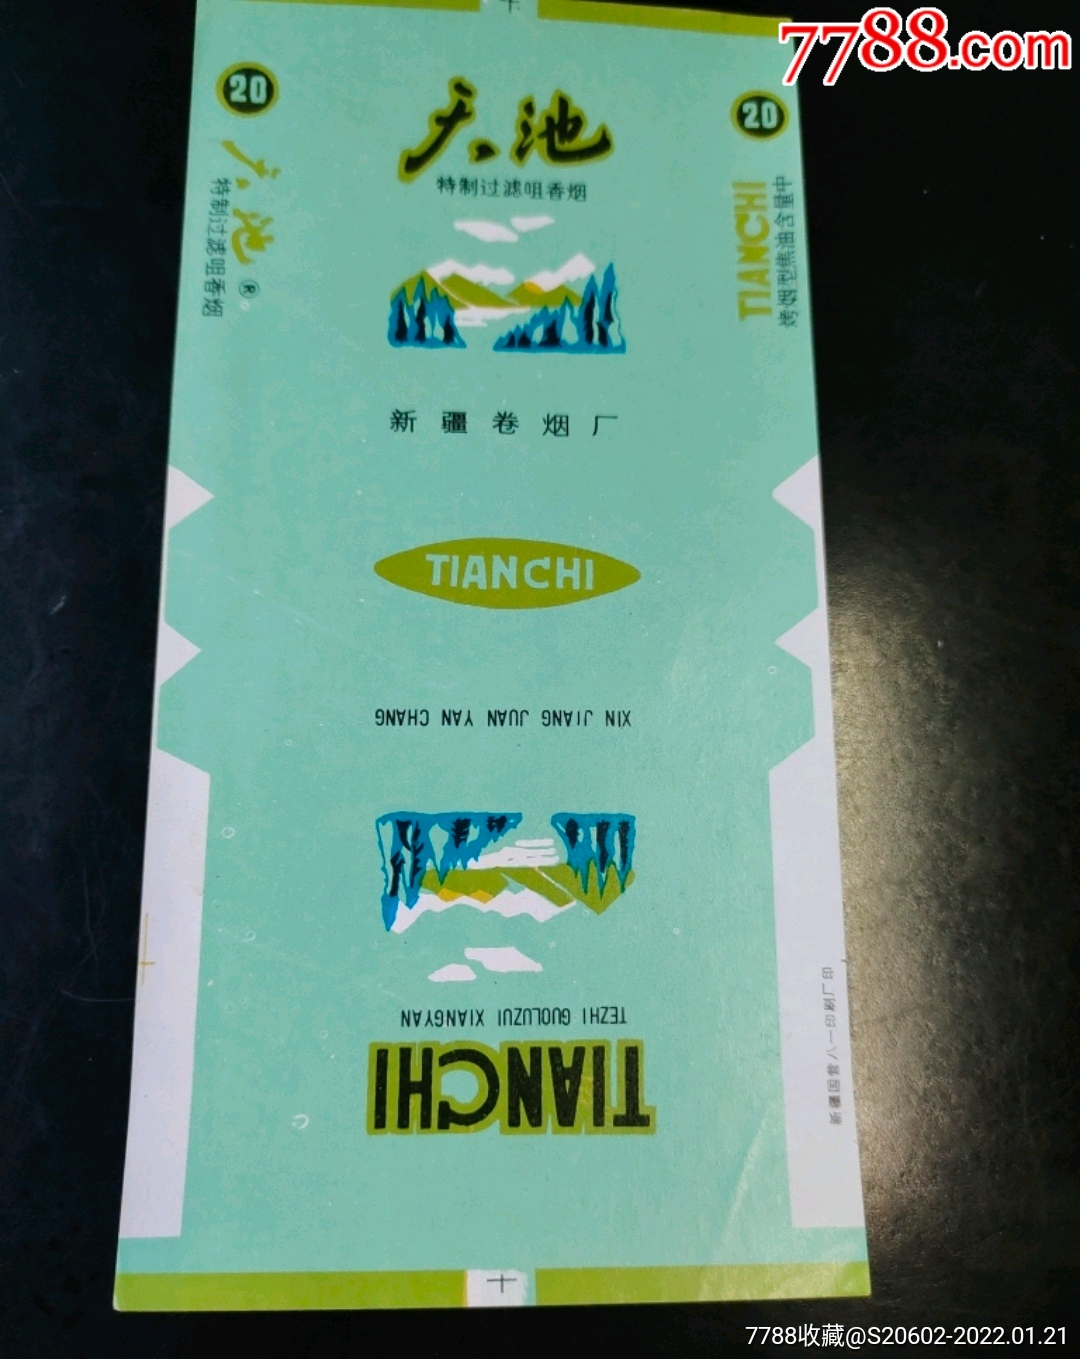 7788.com
20
天池
特制过滤咀香烟
20
天池®
特制过滤咀香烟
TIANCHI
烤烟型焦油含量中
新疆卷烟厂
TIANCHI
XIN JIANG JUAN YAN CHANG
TEZHI GUOLUZUI XIANGYAN
TIANCHI
新疆国营八一印刷厂印
7788收藏@S20602-2022.01.21